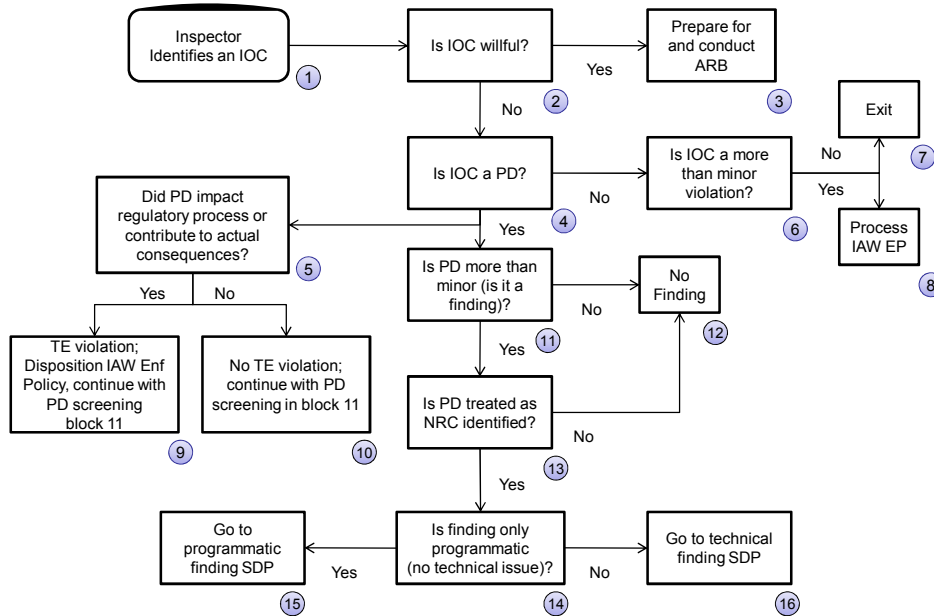 Inspector
Identifies an IOC
1
Is IOC willful?
2
Yes
Prepare for
and conduct
ARB
3
No
Is IOC a PD?
4
No
Is IOC a more
than minor
violation?
6
No
Exit
7
Yes
Process
IAW EP
8
Yes
Did PD impact
regulatory process or
contribute to actual
consequences?
5
Yes
No
TE violation;
Disposition IAW Enf
Policy, continue with
PD screening
block 11
9
No TE violation;
continue with PD
screening in block 11
10
Is PD more than
minor (is it a
finding)?
11
No
No
Finding
12
Yes
Is PD treated as
NRC identified?
13
No
Yes
Is finding only
programmatic
(no technical issue)?
14
Yes
Go to
programmatic
finding SDP
15
No
Go to technical
finding SDP
16